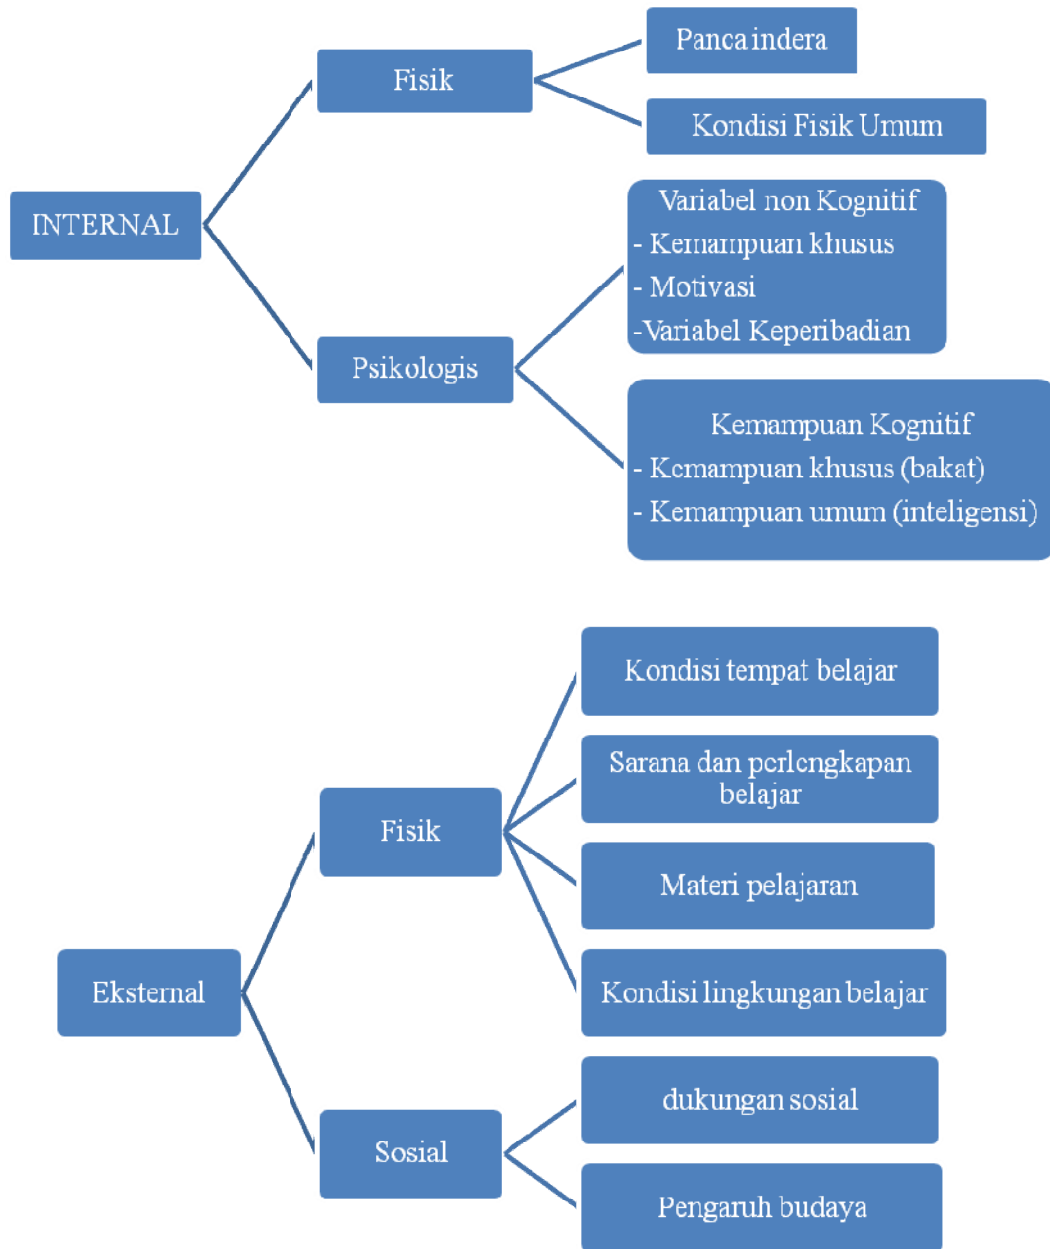 Fisik
Panca indera
Kondisi Fisik Umum
INTERNAL
Psikologis
Variabel non Kognitif
- Kemampuan khusus
- Motivasi
-Variabel Keperibadian
Kemampuan Kognitif
- Kemampuan khusus (bakat)
- Kemampuan umum (inteligensi)
Eksternal
Fisik
Kondisi tempat belajar
Sarana dan perlengkapan
belajar
Materi pelajaran
Kondisi lingkungan belajar
Sosial
dukungan sosial
Pengaruh budaya